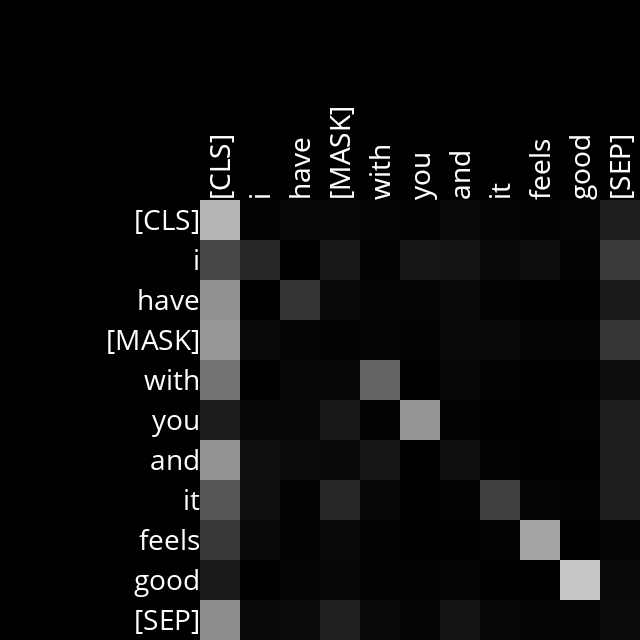 [CLS] i have [MASK] with you and it feels good [SEP]
[CLS]
i
have
[MASK]
with
you
and
it
feels
good
[SEP]